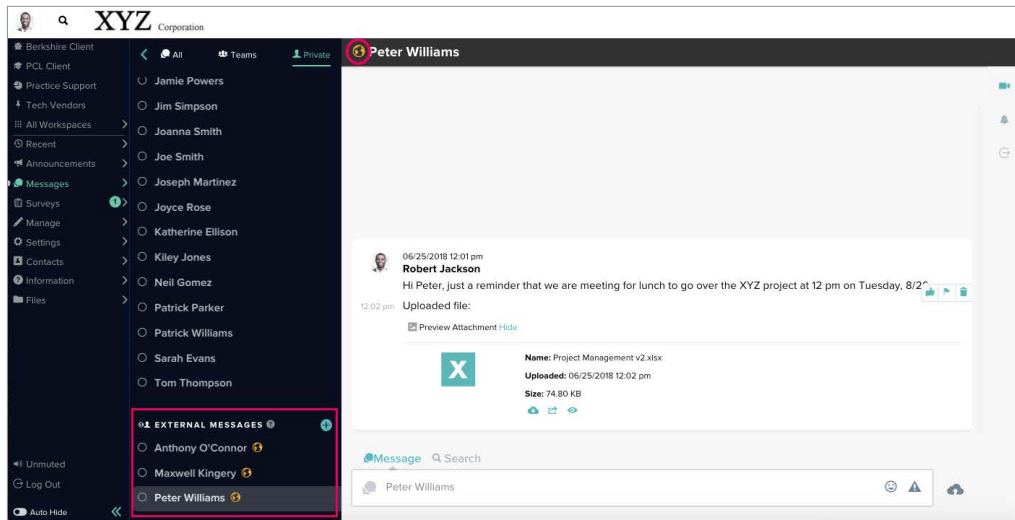 XYZ Corporation
Berkshire Client
PCL Client
Practice Support
Tech Vendors
All Workspaces
Recent
Announcements
Messages
Surveys 1
Manage
Settings
Contacts
Information
Files
Unmuted
Log Out
Auto Hide
All Teams Private
Jamie Powers
Jim Simpson
Joanna Smith
Joe Smith
Joseph Martinez
Joyce Rose
Katherine Ellison
Kiley Jones
Neil Gomez
Patrick Parker
Patrick Williams
Sarah Evans
Tom Thompson
EXTERNAL MESSAGES
Anthony O'Connor
Maxwell Kingery
Peter Williams
Peter Williams
06/25/2018 12:01 pm
Robert Jackson
Hi Peter, just a reminder that we are meeting for lunch to go over the XYZ project at 12 pm on Tuesday,
12:02 pm Uploaded file:
Preview Attachment Hide
X
Name: Project Management v2.xlsx
Uploaded: 06/25/2018 12:02 pm
Size: 74.80 KB
Message Search
Peter Williams